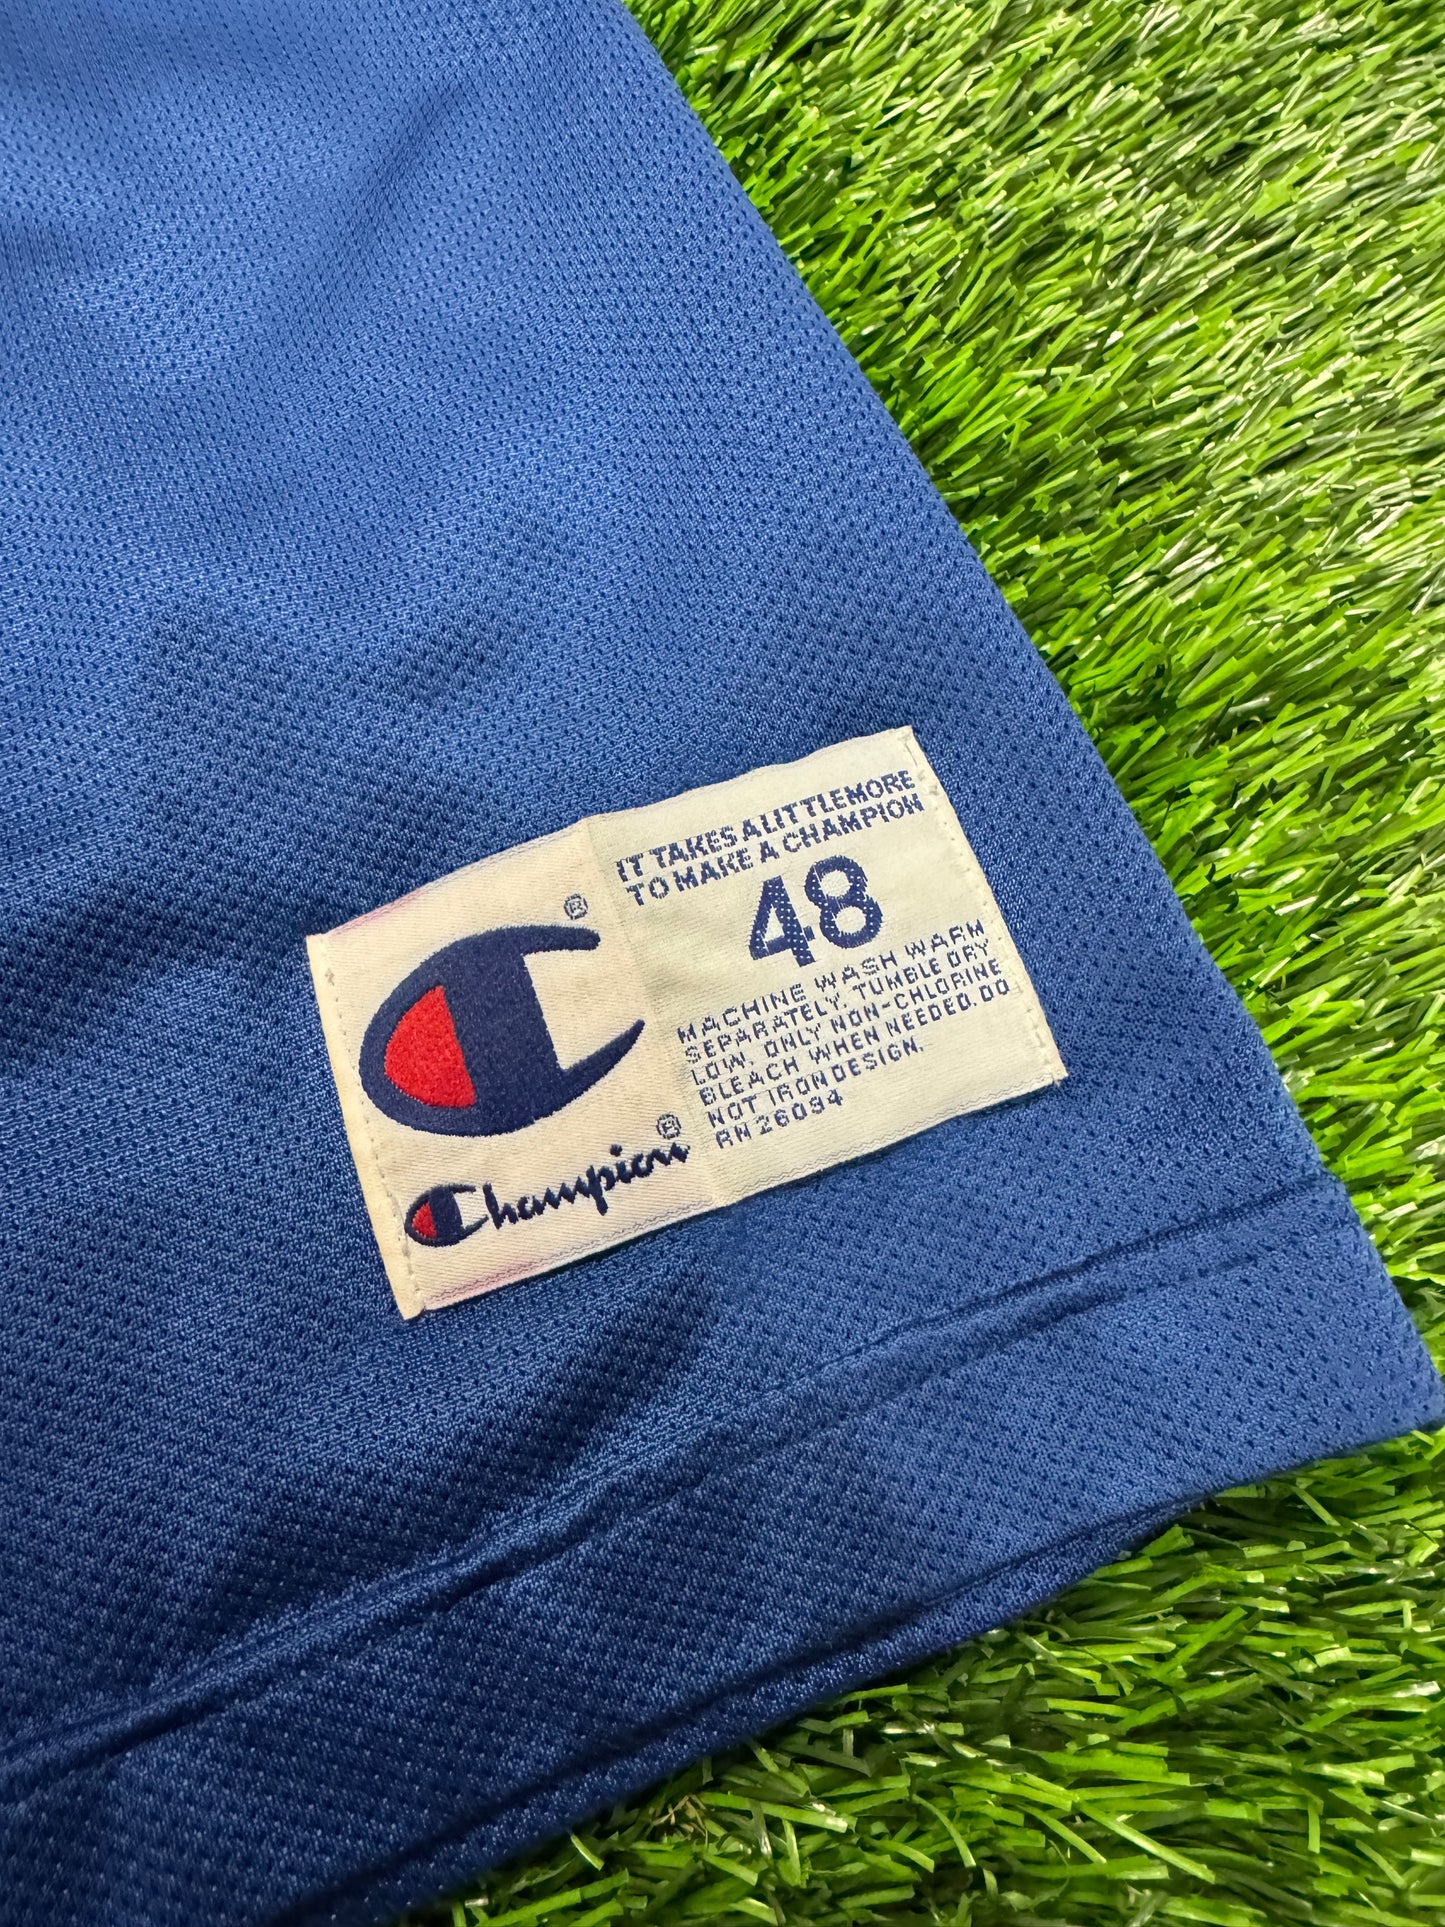 IT TAKES A LITTLE MORE
TO MAKE A CHAMPION
48
MACHINE WASH WARM
SEPARATELY. TUMBLE DRY
LOW. ONLY NON-CHLORINE
BLEACH WHEN NEEDED. DO
NOT IRON DESIGN.
RN 26094
®
Champion®